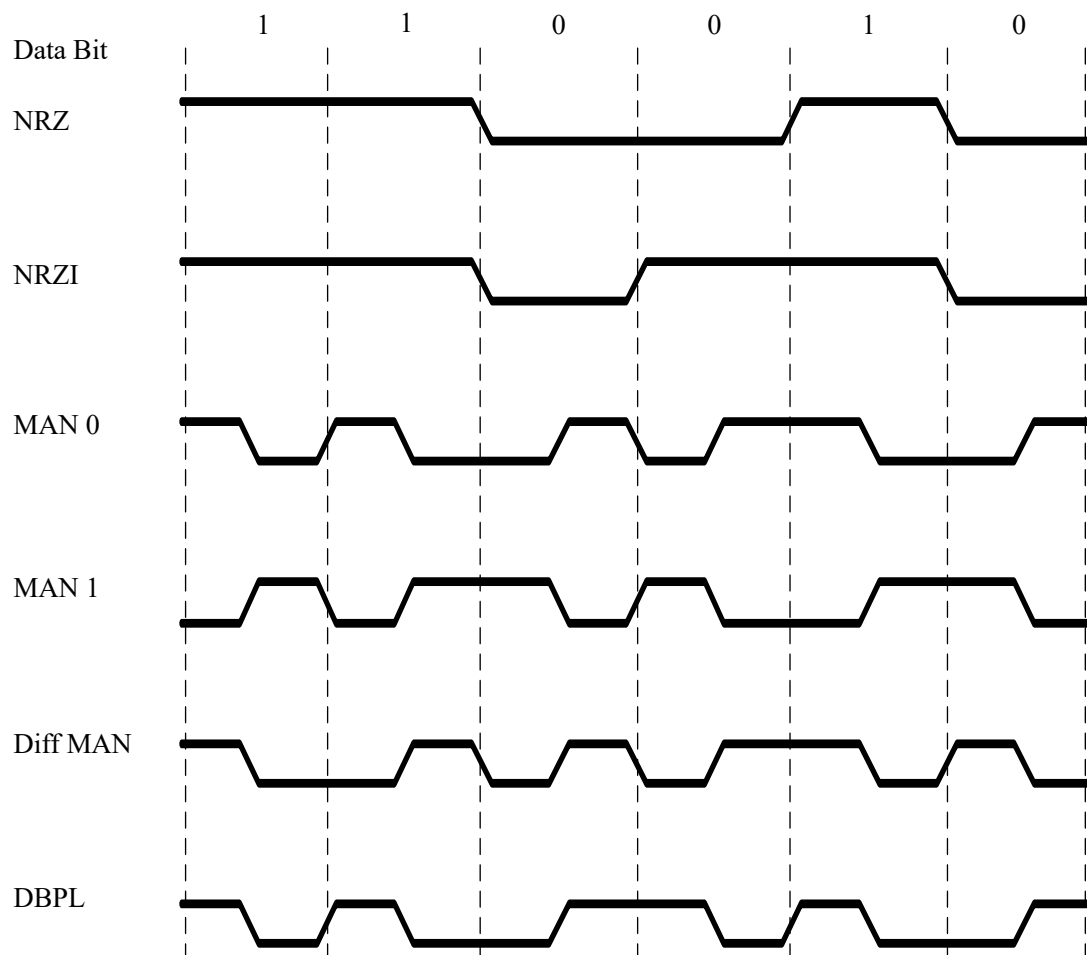 1 1 0 0 1 0
Data Bit
NRZ
NRZI
MAN 0
MAN 1
Diff MAN
DBPL